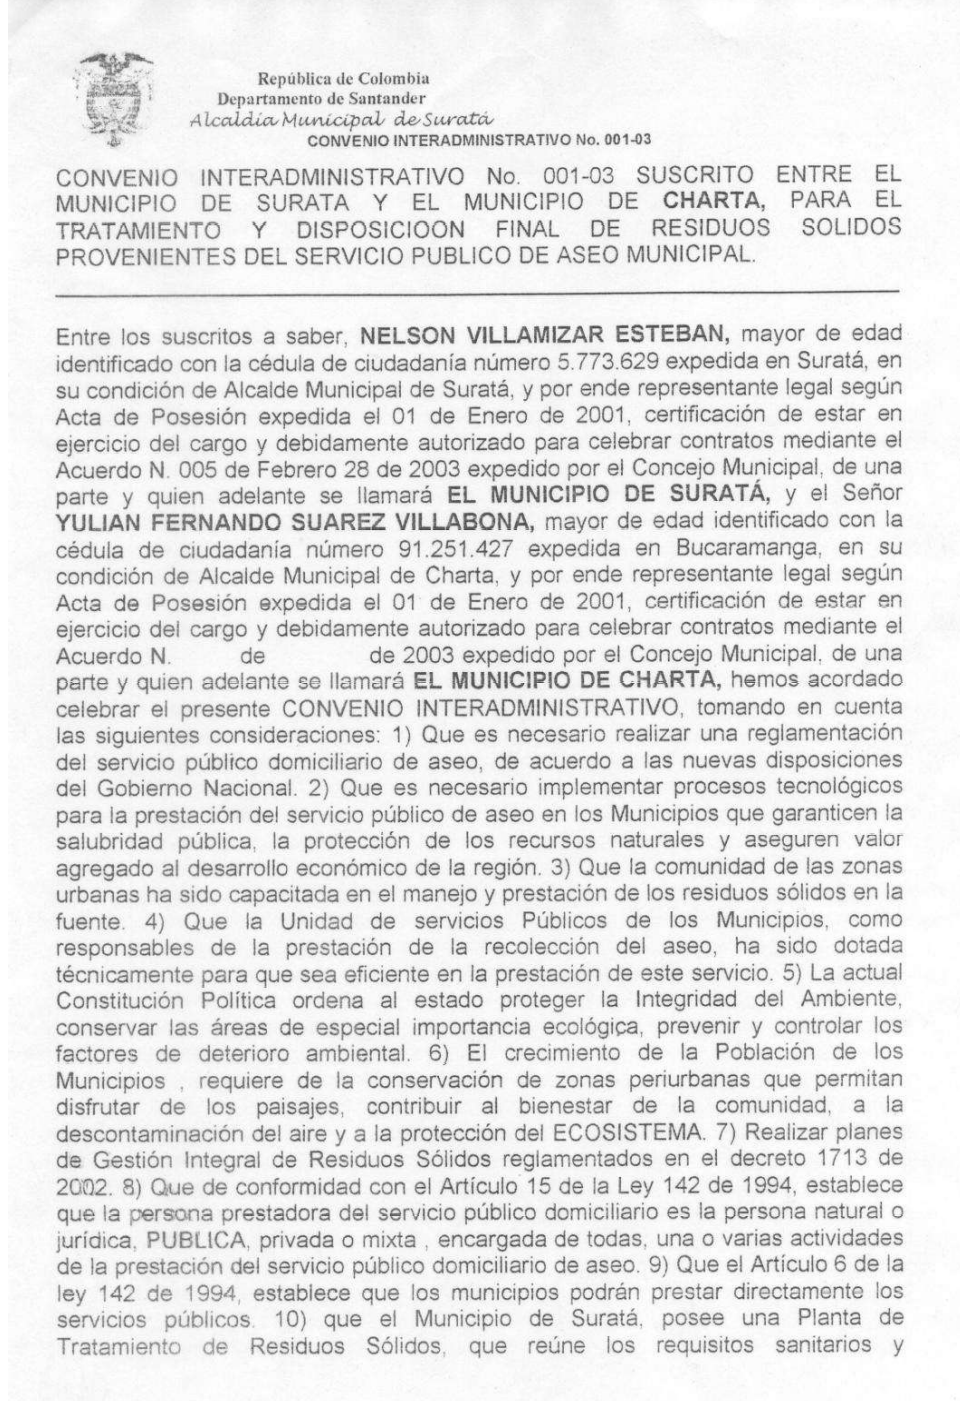 República de Colombia
Departamento de Santander
Alcaldía Municipal de Suratá
CONVENIO INTERADMINISTRATIVO No. 001-03
CONVENIO INTERADMINISTRATIVO No. 001-03 SUSCRITO ENTRE EL
MUNICIPIO DE SURATA Y EL MUNICIPIO DE CHARTA, PARA EL
TRATAMIENTO Y DISPOSICIOON FINAL DE RESIDUOS SOLIDOS
PROVENIENTES DEL SERVICIO PUBLICO DE ASEO MUNICIPAL.
Entre los suscritos a saber, NELSON VILLAMIZAR ESTEBAN, mayor de edad
identificado con la cédula de ciudadanía número 5.773.629 expedida en Suratá, en
su condición de Alcalde Municipal de Suratá, y por ende representante legal según
Acta de Posesión expedida el 01 de Enero de 2001, certificación de estar en
ejercicio del cargo y debidamente autorizado para celebrar contratos mediante el
Acuerdo N. 005 de Febrero 28 de 2003 expedido por el Concejo Municipal, de una
parte y quien adelante se llamará EL MUNICIPIO DE SURATÁ, y el Señor
YULIAN FERNANDO SUAREZ VILLABONA, mayor de edad identificado con la
cédula de ciudadanía número 91.251.427 expedida en Bucaramanga, en su
condición de Alcalde Municipal de Charta, y por ende representante legal según
Acta de Posesión expedida el 01 de Enero de 2001, certificación de estar en
ejercicio del cargo y debidamente autorizado para celebrar contratos mediante el
Acuerdo N. de de 2003 expedido por el Concejo Municipal, de una
parte y quien adelante se llamará EL MUNICIPIO DE CHARTA, hemos acordado
celebrar el presente CONVENIO INTERADMINISTRATIVO, tomando en cuenta
las siguientes consideraciones: 1) Que es necesario realizar una reglamentación
del servicio público domiciliario de aseo, de acuerdo a las nuevas disposiciones
del Gobierno Nacional. 2) Que es necesario implementar procesos tecnológicos
para la prestación del servicio público de aseo en los Municipios que garanticen la
salubridad pública, la protección de los recursos naturales y aseguren valor
agregado al desarrollo económico de la región. 3) Que la comunidad de las zonas
urbanas ha sido capacitada en el manejo y prestación de los residuos sólidos en la
fuente. 4) Que la Unidad de servicios Públicos de los Municipios, como
responsables de la prestación de la recolección del aseo, ha sido dotada
técnicamente para que sea eficiente en la prestación de este servicio. 5) La actual
Constitución Política ordena al estado proteger la Integridad del Ambiente,
conservar las áreas de especial importancia ecológica, prevenir y controlar los
factores de deterioro ambiental. 6) El crecimiento de la Población de los
Municipios , requiere de la conservación de zonas periurbanas que permitan
disfrutar de los paisajes, contribuir al bienestar de la comunidad, a la
descontaminación del aire y a la protección del ECOSISTEMA. 7) Realizar planes
de Gestión Integral de Residuos Sólidos reglamentados en el decreto 1713 de
2002. 8) Que de conformidad con el Artículo 15 de la Ley 142 de 1994, establece
que la persona prestadora del servicio público domiciliario es la persona natural o
jurídica, PUBLICA, privada o mixta , encargada de todas, una o varias actividades
de la prestación del servicio público domiciliario de aseo. 9) Que el Artículo 6 de la
ley 142 de 1994, establece que los municipios podrán prestar directamente los
servicios públicos. 10) que el Municipio de Suratá, posee una Planta de
Tratamiento de Residuos Sólidos, que reúne los requisitos sanitarios y